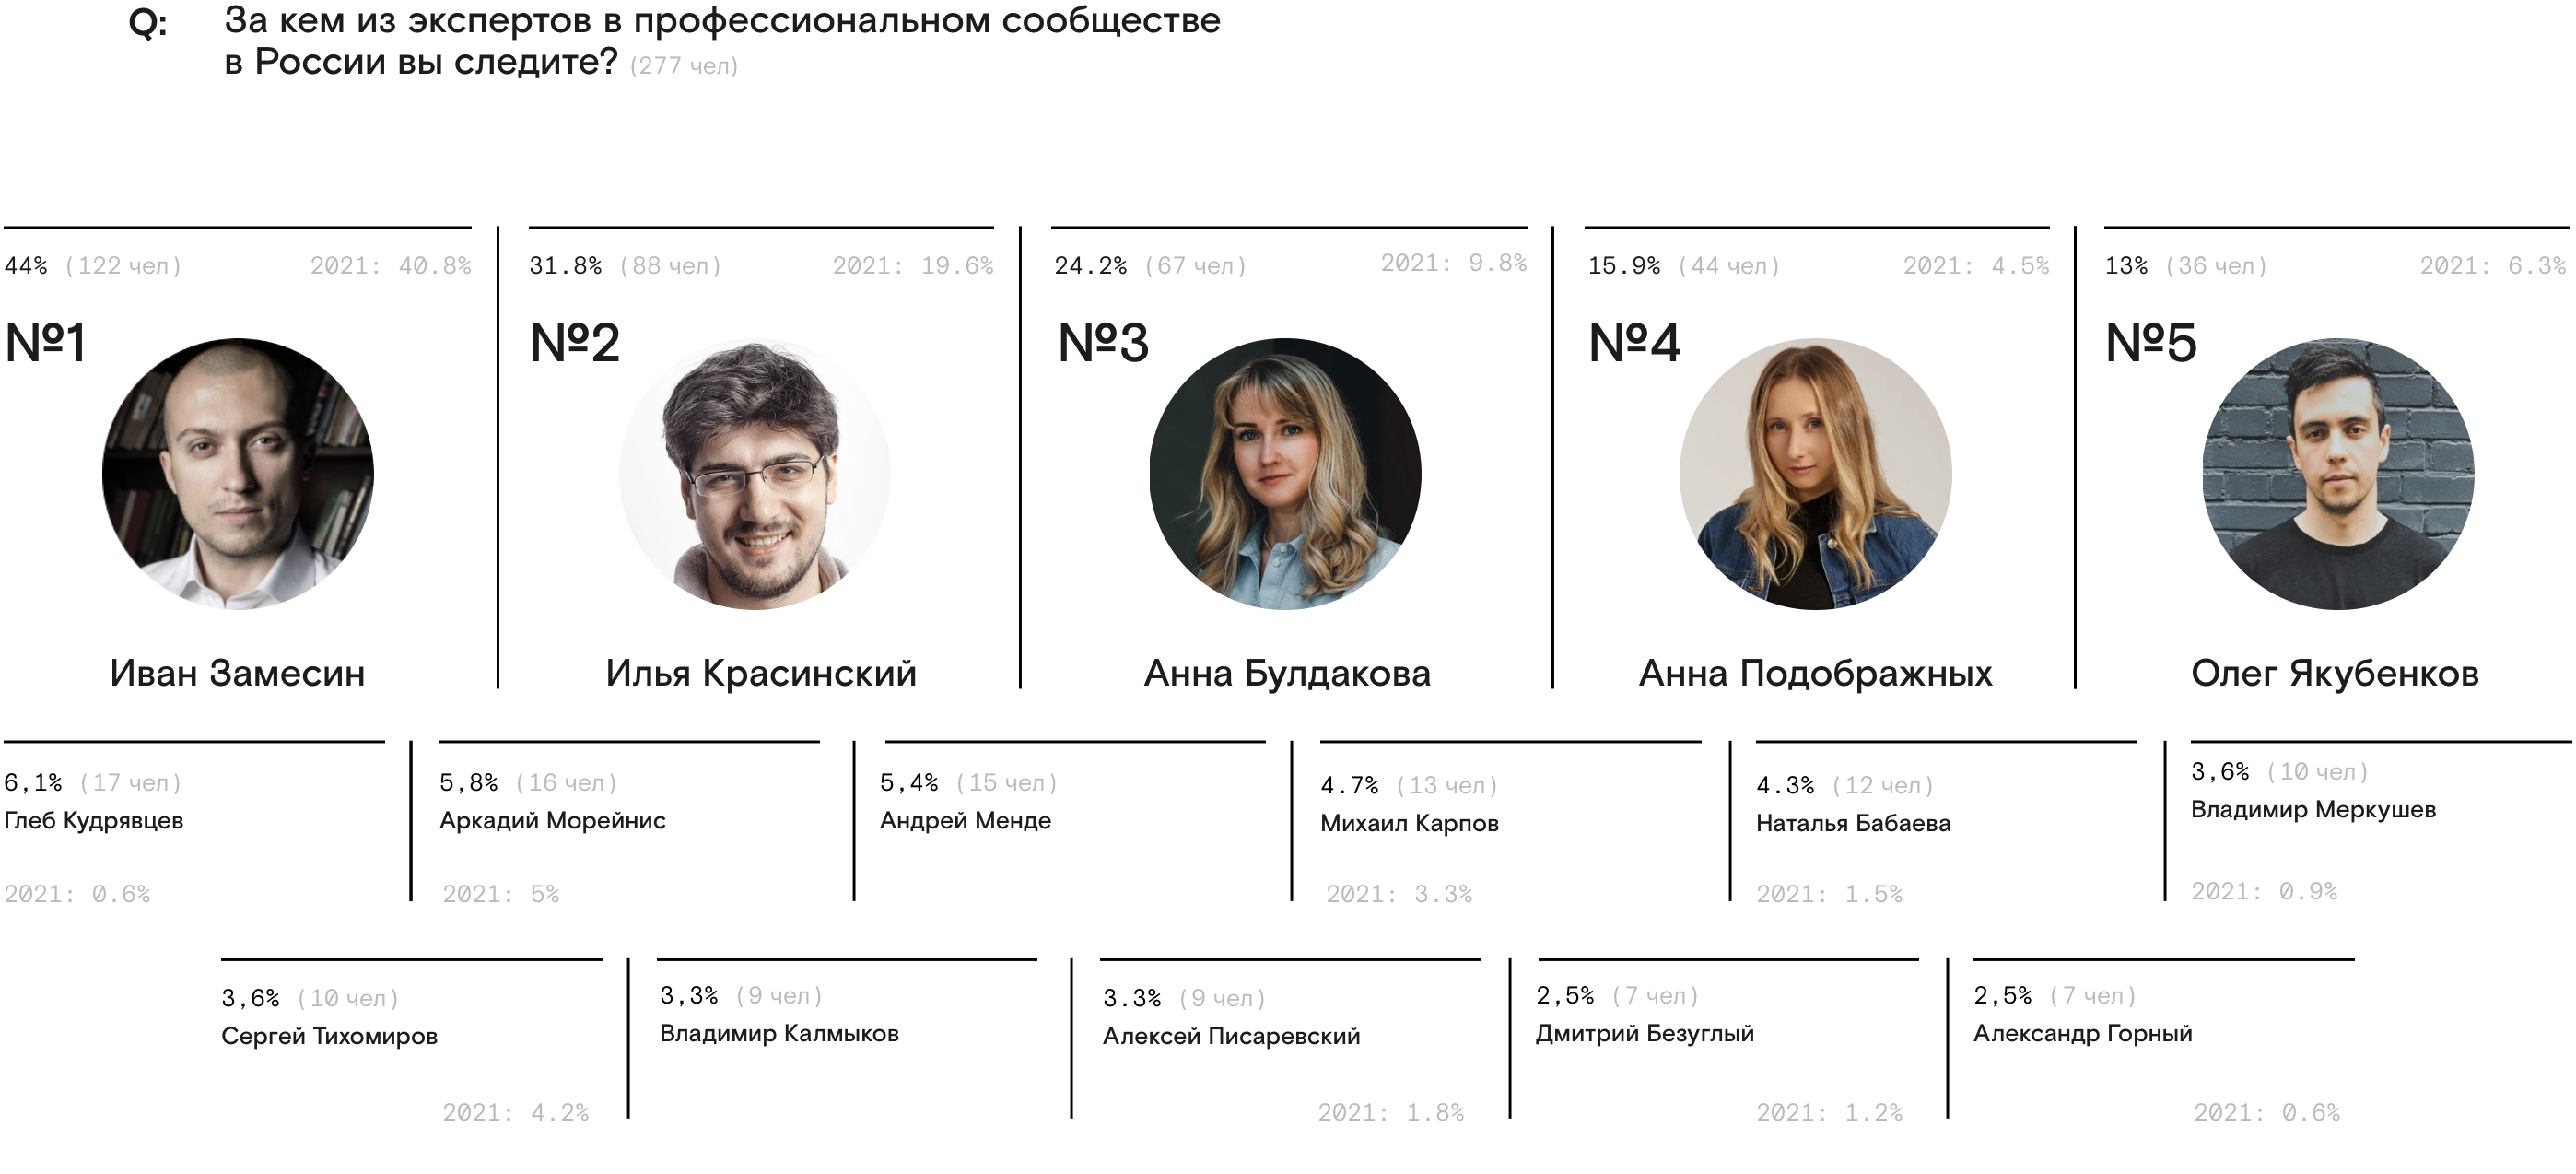 Q: За кем из экспертов в профессиональном сообществе
в России вы следите? (277 чел)
44% (122 чел) 2021: 40.8%
№1
Иван Замесин
31.8% (88 чел) 2021: 19.6%
№2
Илья Красинский
24.2% (67 чел) 2021: 9.8%
№3
Анна Булдакова
15.9% (44 чел) 2021: 4.5%
№4
Анна Подображных
13% (36 чел) 2021: 6.3%
№5
Олег Якубенков
6,1% (17 чел)
Глеб Кудрявцев
2021: 0.6%
5,8% (16 чел)
Аркадий Морейнис
2021: 5%
5,4% (15 чел)
Андрей Менде
4.7% (13 чел)
Михаил Карпов
2021: 3.3%
4.3% (12 чел)
Наталья Бабаева
2021: 1.5%
3,6% (10 чел)
Владимир Меркушев
2021: 0.9%
3,6% (10 чел)
Сергей Тихомиров
2021: 4.2%
3,3% (9 чел)
Владимир Калмыков
3.3% (9 чел)
Алексей Писаревский
2021: 1.8%
2,5% (7 чел)
Дмитрий Безуглый
2021: 1.2%
2,5% (7 чел)
Александр Горный
2021: 0.6%